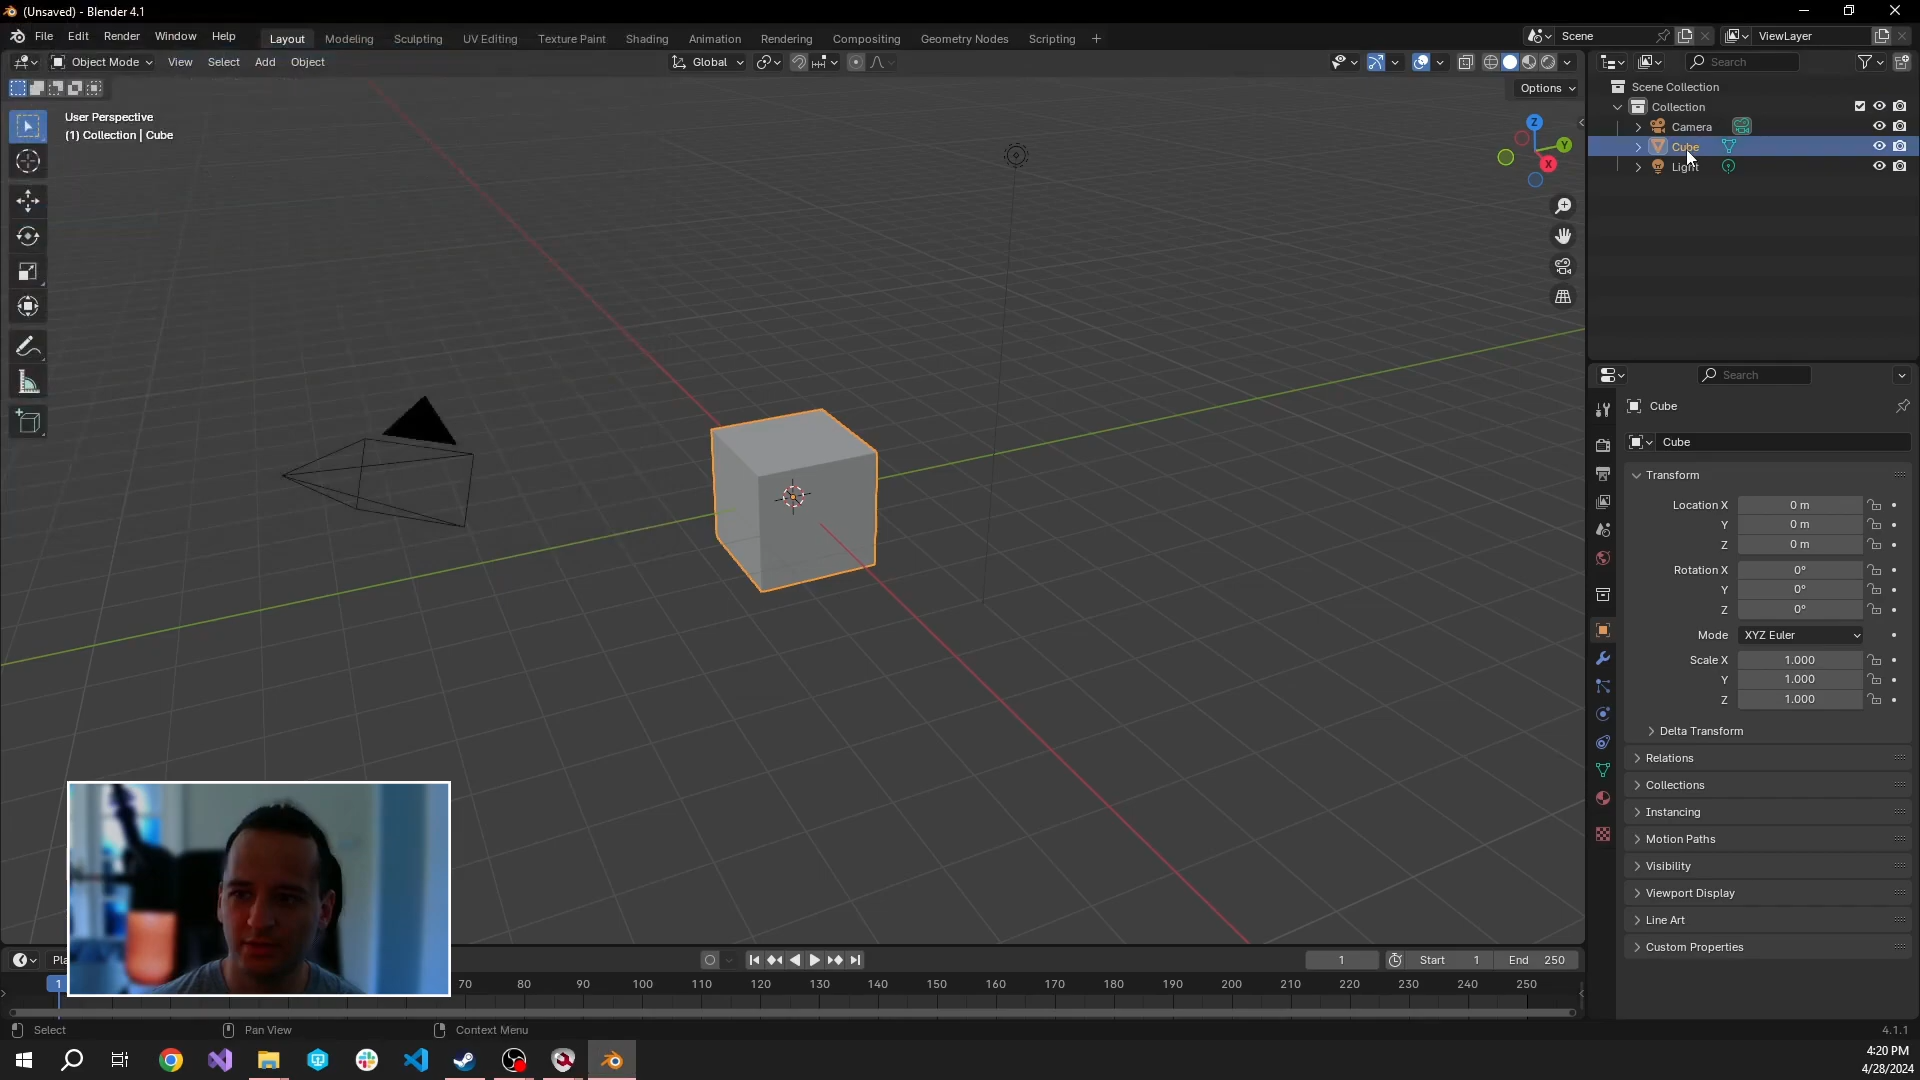 (Unsaved) - Blender 4.1
File Edit Render Window Help
Layout Modeling Sculpting UV Editing Texture Paint Shading Animation Rendering Compositing Geometry Nodes Scripting +
Scene
ViewLayer
Object Mode
View Select Add Object
Global
Search
Options
User Perspective
(1) Collection | Cube
Z
Y
X
Scene Collection
Collection
Camera
Cube
Light
Search
Cube
Cube
Transform
Location X 0 m
Y 0 m
Z 0 m
Rotation X 0°
Y 0°
Z 0°
Mode XYZ Euler
Scale X 1.000
Y 1.000
Z 1.000
Delta Transform
Relations
Collections
Instancing
Motion Paths
Visibility
Viewport Display
Line Art
Custom Properties
1 Start 1 End 250
1 70 80 90 100 110 120 130 140 150 160 170 180 190 200 210 220 230 240 250
Select Pan View Context Menu
4.1.1
4:20 PM
4/28/2024